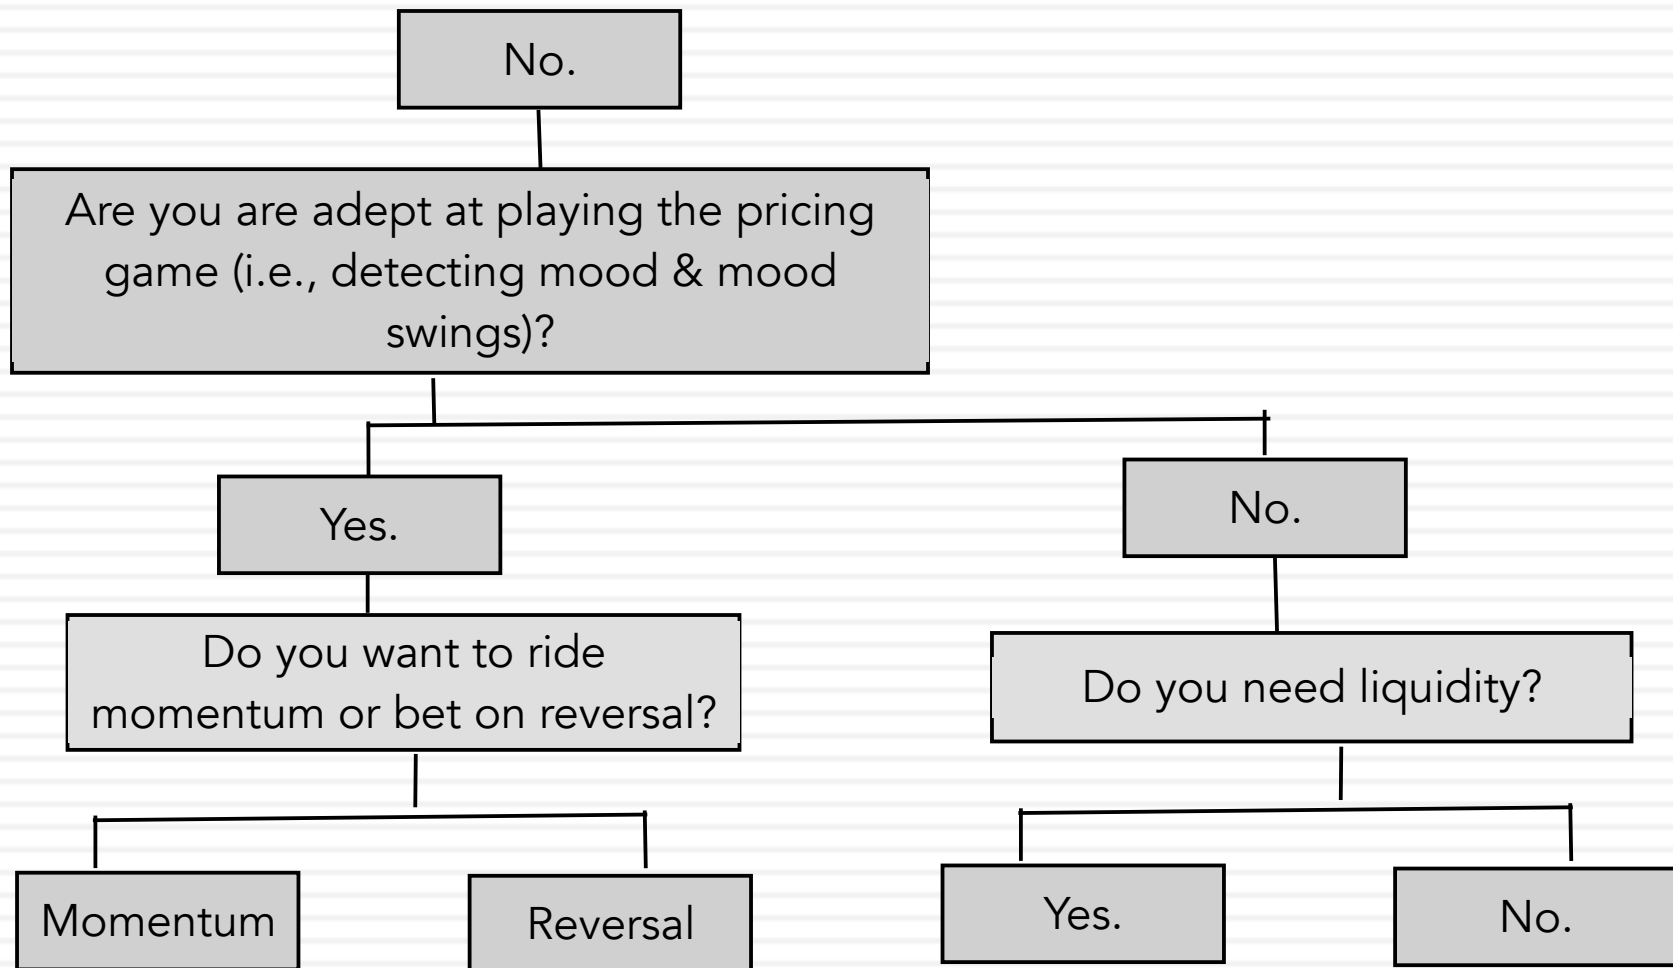 No.
Are you are adept at playing the pricing
game (i.e., detecting mood & mood
swings)?
Yes.
No.
Do you want to ride
momentum or bet on reversal?
Do you need liquidity?
Momentum
Reversal
Yes.
No.